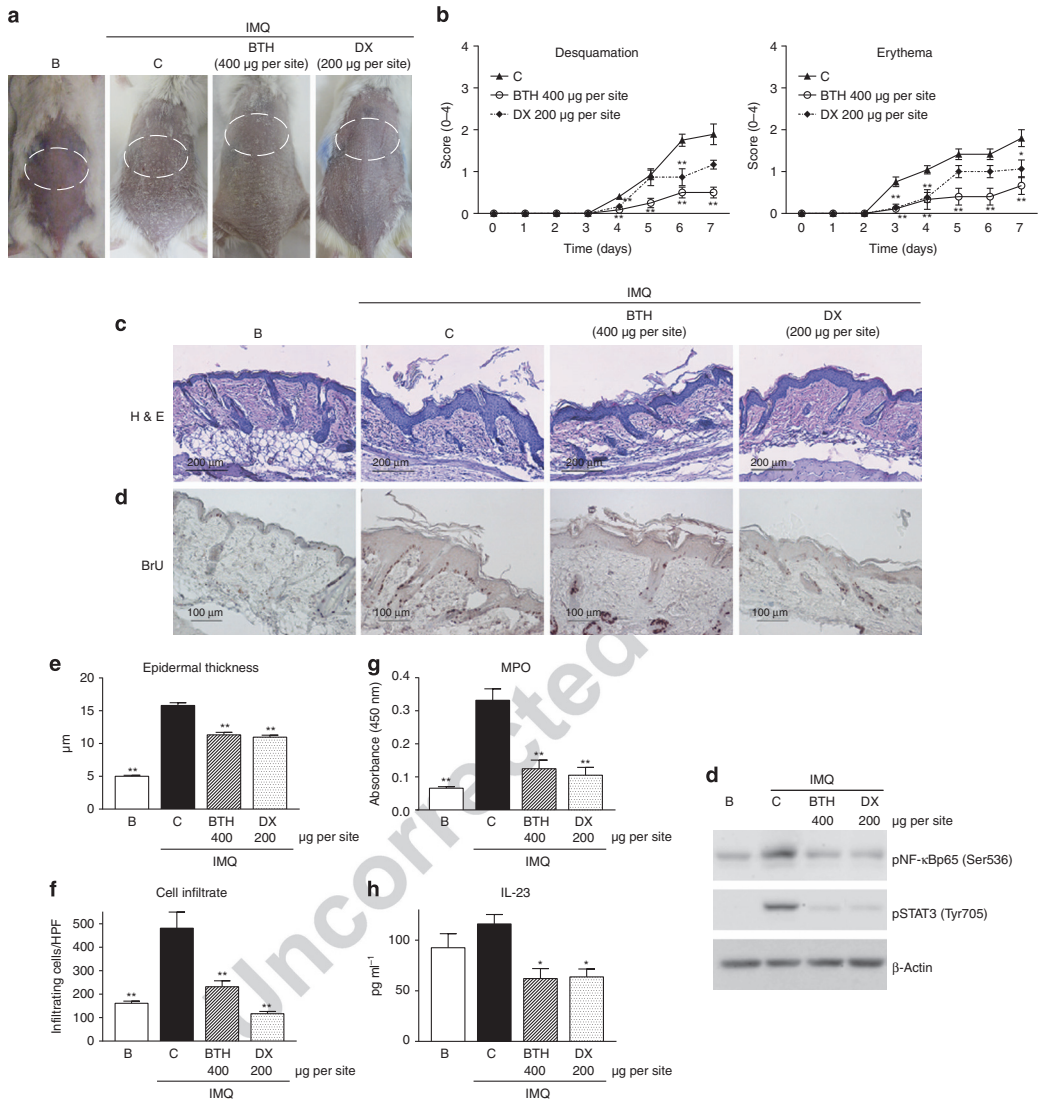 a
IMQ
B
C
BTH
(400 µg per site)
DX
(200 µg per site)
b
Desquamation
C
BTH 400 µg per site
DX 200 µg per site
Score (0–4)
4
3
2
1
0
** ** ** ** ** **
0 1 2 3 4 5 6 7
Time (days)
Erythema
C
BTH 400 µg per site
DX 200 µg per site
Score (0–4)
4
3
2
1
0
** ** ** ** ** ** * **
0 1 2 3 4 5 6 7
Time (days)
c
IMQ
B
C
BTH
(400 µg per site)
DX
(200 µg per site)
H & E
200 µm
200 µm
200 µm
200 µm
d
BrU
100 µm
100 µm
100 µm
100 µm
e
Epidermal thickness
µm
20
15
10
5
0
** ** **
B C BTH DX
400 200 µg per site
IMQ
g
MPO
Absorbance (450 nm)
0.4
0.3
0.2
0.1
0.0
** ** **
B C BTH DX
400 200 µg per site
IMQ
f
Cell infiltrate
Infiltrating cells/HPF
500
400
300
200
100
0
** ** **
B C BTH DX
400 200 µg per site
IMQ
h
IL-23
pg ml⁻¹
100
50
0
* *
B C BTH DX
400 200 µg per site
IMQ
d
IMQ
B C BTH DX
400 200 µg per site
pNF-κBp65 (Ser536)
pSTAT3 (Tyr705)
β-Actin
Uncorrected